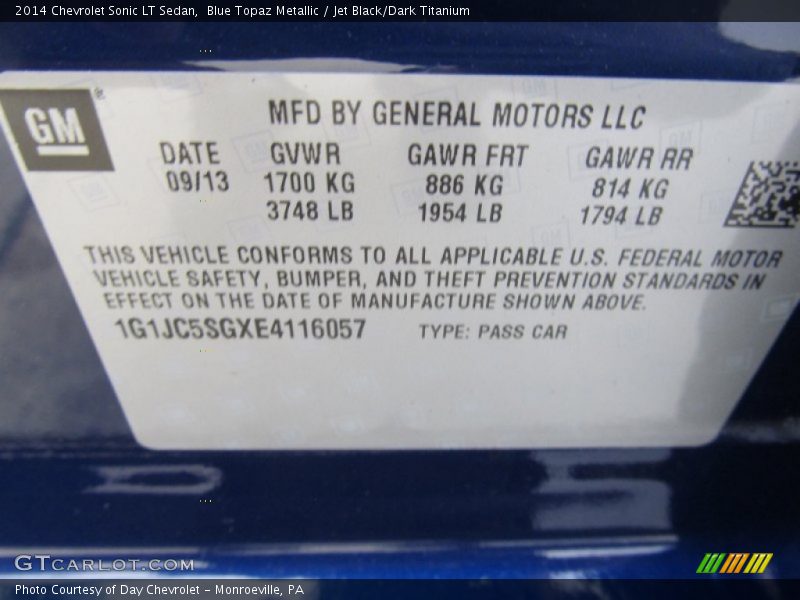 2014 Chevrolet Sonic LT Sedan,  Blue Topaz Metallic / Jet Black/Dark Titanium
GM ®
MFD BY GENERAL MOTORS LLC
DATE GVWR GAWR FRT GAWR RR
09/13 1700 KG 886 KG 814 KG
3748 LB 1954 LB 1794 LB
THIS VEHICLE CONFORMS TO ALL APPLICABLE U.S. FEDERAL MOTOR
VEHICLE SAFETY, BUMPER, AND THEFT PREVENTION STANDARDS IN
EFFECT ON THE DATE OF MANUFACTURE SHOWN ABOVE.
1G1JC5SGXE4116057 TYPE: PASS CAR
GTCARLOT.COM
Photo Courtesy of Day Chevrolet – Monroeville, PA